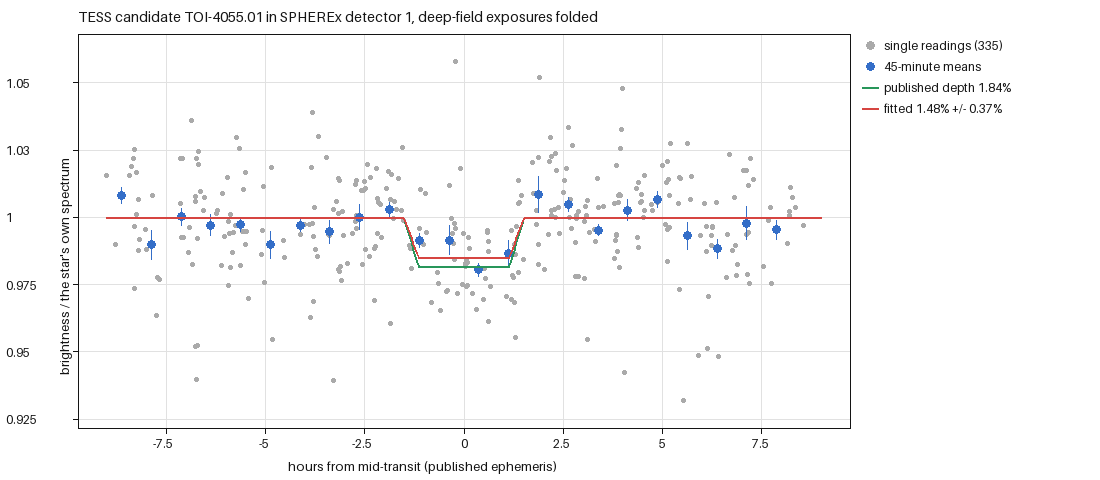 TESS candidate TOI-4055.01 in SPHEREx detector 1, deep-field exposures folded
single readings (335)
45-minute means
published depth 1.84%
fitted 1.48% +/- 0.37%
brightness / the star's own spectrum
1.05
1.03
1
0.975
0.95
0.925
-7.5
-5
-2.5
0
2.5
5
7.5
hours from mid-transit (published ephemeris)